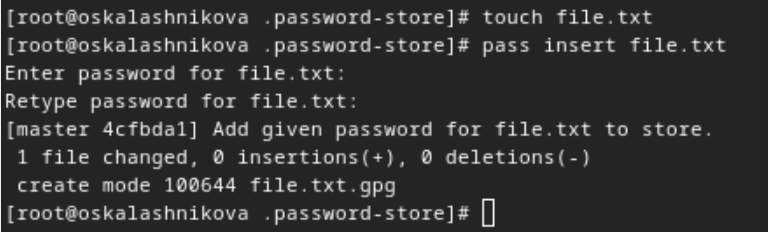 [root@oskalashnikova .password-store]# touch file.txt
[root@oskalashnikova .password-store]# pass insert file.txt
Enter password for file.txt:
Retype password for file.txt:
[master 4cfbda1] Add given password for file.txt to store.
 1 file changed, 0 insertions(+), 0 deletions(-)
 create mode 100644 file.txt.gpg
[root@oskalashnikova .password-store]#